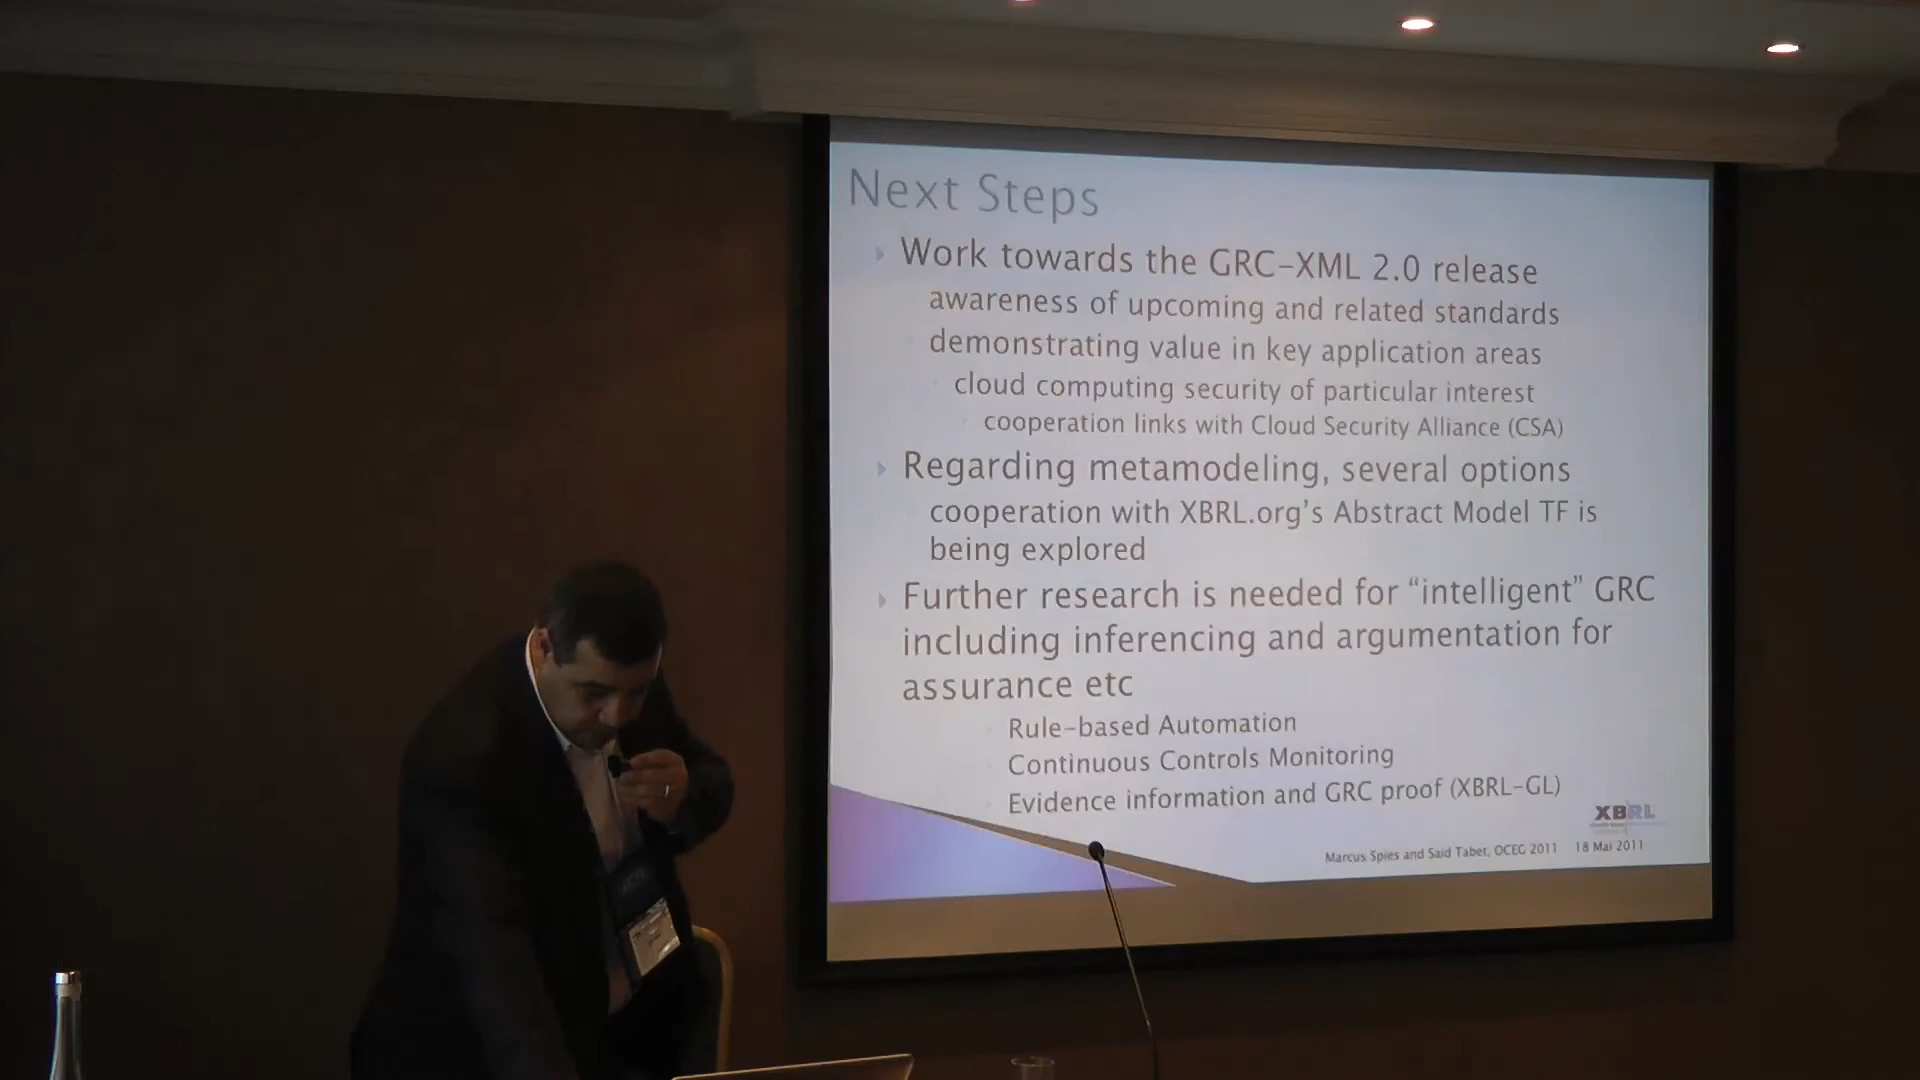 Next Steps
Work towards the GRC-XML 2.0 release
awareness of upcoming and related standards
demonstrating value in key application areas
cloud computing security of particular interest
cooperation links with Cloud Security Alliance (CSA)
Regarding metamodeling, several options
cooperation with XBRL.org's Abstract Model TF is
being explored
Further research is needed for “intelligent” GRC
including inferencing and argumentation for
assurance etc
Rule-based Automation
Continuous Controls Monitoring
Evidence information and GRC proof (XBRL-GL)
XBRL
Marcus Spies and Said Tabet, OCEG 2011 18 Mai 2011